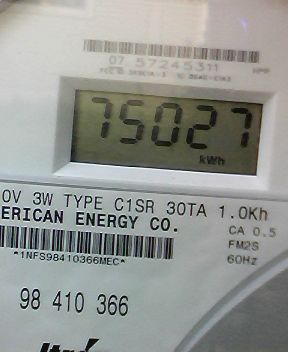 07 57245311
75027
kWh
0V 3W TYPE C1SR 30TA 1.0Kh
ERICAN ENERGY CO.
CA 0.5
FM2S
60Hz
*1NFS98410366MEC*
98 410 366